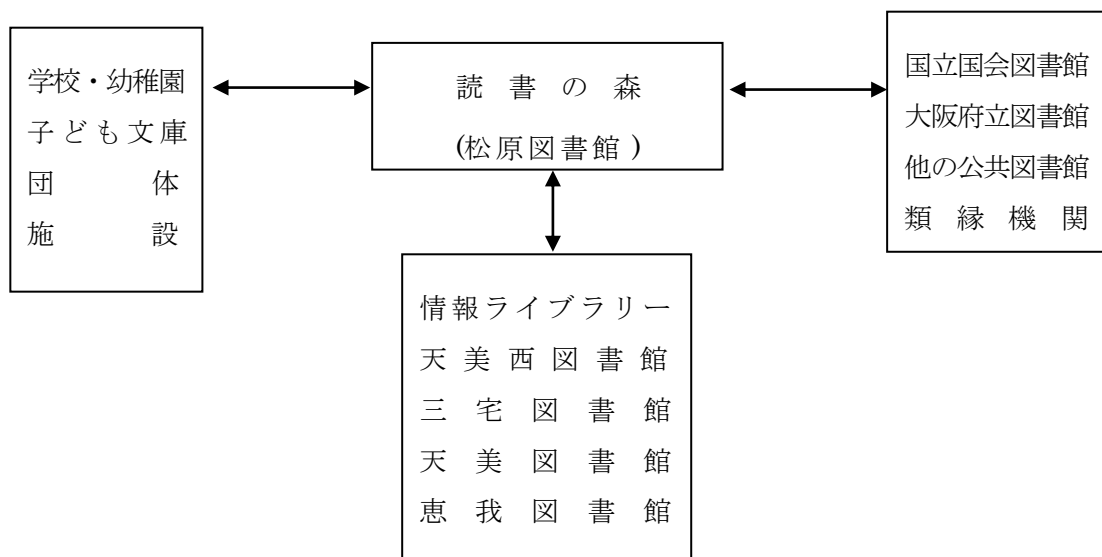 学校・幼稚園
子ども文庫
団体
施設
読書の森
(松原図書館)
国立国会図書館
大阪府立図書館
他の公共図書館
類縁機関
情報ライブラリー
天美西図書館
三宅図書館
天美図書館
恵我図書館